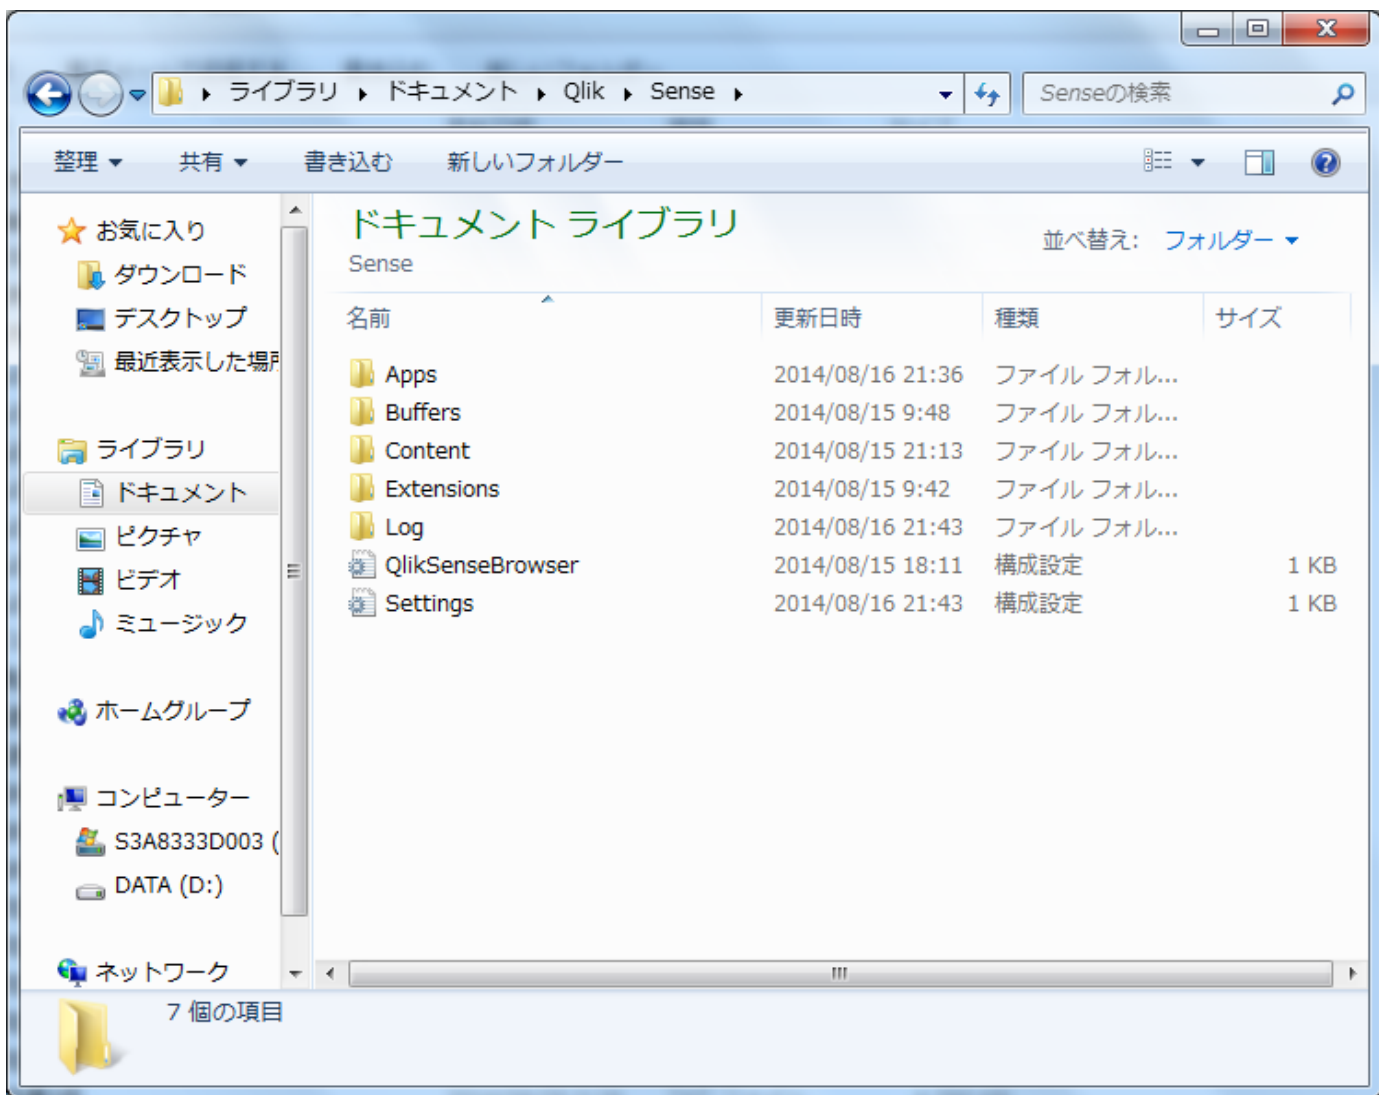 ライブラリ ドキュメント Qlik Sense
Senseの検索
整理 共有 書き込む 新しいフォルダー
お気に入り
ダウンロード
デスクトップ
最近表示した場所
ライブラリ
ドキュメント
ピクチャ
ビデオ
ミュージック
ホームグループ
コンピューター
S3A8333D003 (
DATA (D:)
ネットワーク
ドキュメント ライブラリ
Sense
並べ替え: フォルダー
名前 更新日時 種類 サイズ
Apps 2014/08/16 21:36 ファイル フォル...
Buffers 2014/08/15 9:48 ファイル フォル...
Content 2014/08/15 21:13 ファイル フォル...
Extensions 2014/08/15 9:42 ファイル フォル...
Log 2014/08/16 21:43 ファイル フォル...
QlikSenseBrowser 2014/08/15 18:11 構成設定 1 KB
Settings 2014/08/16 21:43 構成設定 1 KB
7 個の項目